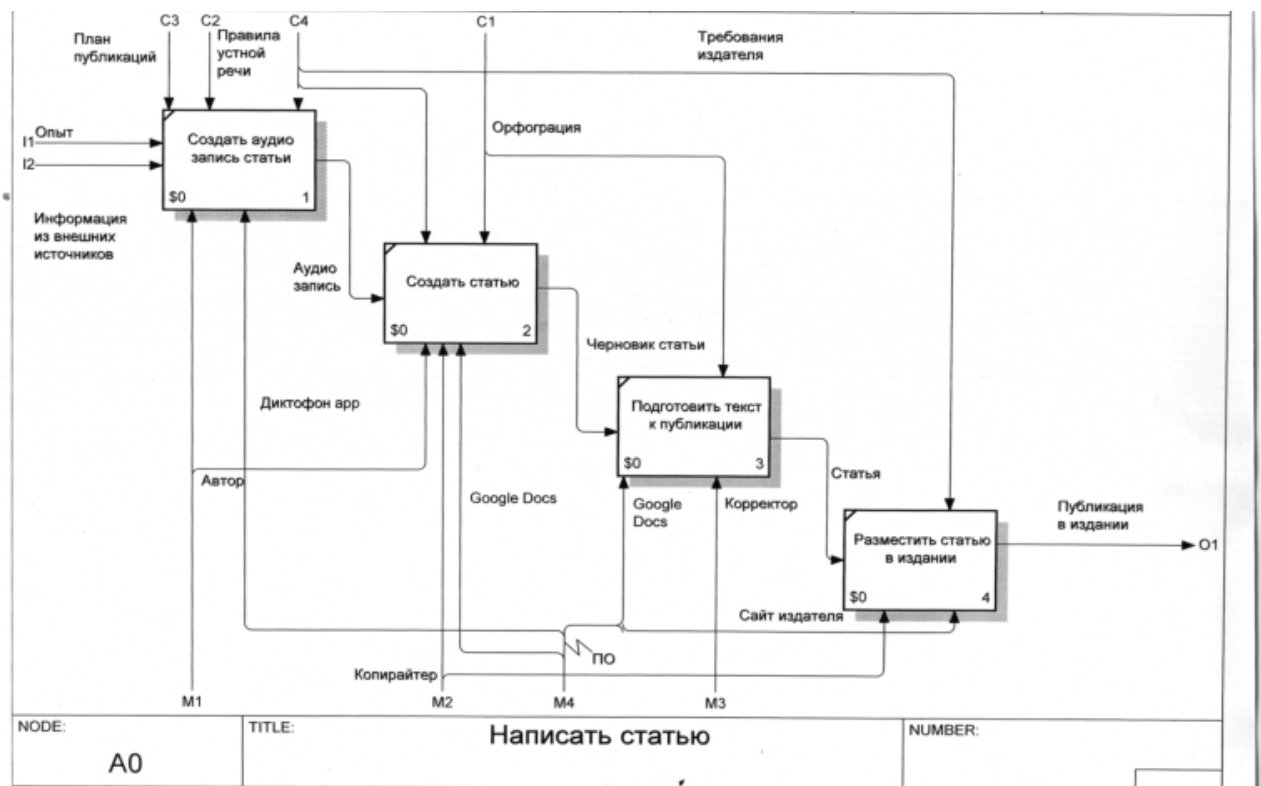 C3
C2
C4
C1
План
публикаций
Правила
устной
речи
Требования
издателя
I1
Опыт
I2
Создать аудио
запись статьи
$0
1
Орфограция
Информация
из внешних
источников
Аудио
запись
Создать статью
$0
2
Черновик статьи
Диктофон app
Подготовить текст
к публикации
$0
3
Автор
Google Docs
Google
Docs
Корректор
Статья
Публикация
в издании
O1
Разместить статью
в издании
$0
4
Сайт издателя
ПО
Копирайтер
M1
M2
M4
M3
NODE:
A0
TITLE:
Написать статью
NUMBER: